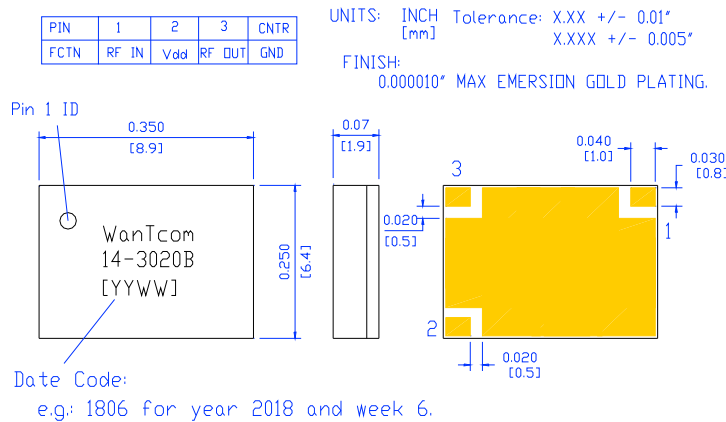 PIN 1 2 3 CNTR
FCTN RF IN Vdd RF OUT GND
UNITS: INCH Tolerance: X.XX +/- 0.01"
[mm] X.XXX +/- 0.005"
FINISH:
0.000010" MAX EMERSION GOLD PLATING.
Pin 1 ID
0.350
[8.9]
0.07
[1.9]
0.040
[1.0]
0.030
[0.8]
3
0.020
[0.5]
1
WanTcom
14-3020B
[YYWW]
0.250
[6.4]
2
0.020
[0.5]
Date Code:
e.g.: 1806 for year 2018 and week 6.